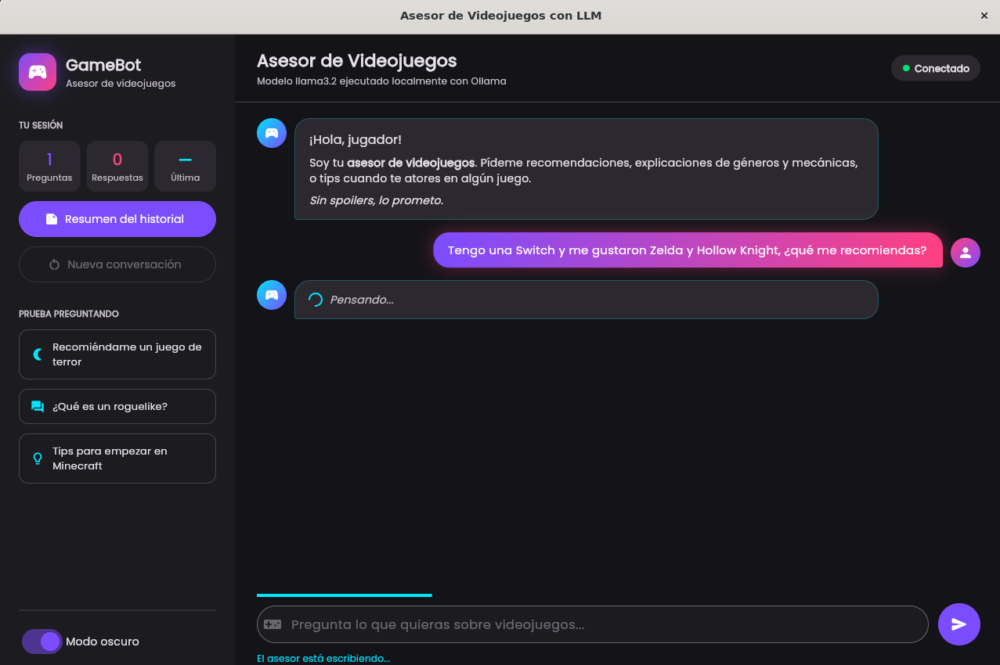 Asesor de Videojuegos con LLM
GameBot
Asesor de videojuegos
TU SESIÓN
1
Preguntas
0
Respuestas
—
Última
Resumen del historial
Nueva conversación
PRUEBA PREGUNTANDO
Recomiéndame un juego de
terror
¿Qué es un roguelike?
Tips para empezar en
Minecraft
Modo oscuro
Asesor de Videojuegos
Modelo llama3.2 ejecutado localmente con Ollama
Conectado
¡Hola, jugador!
Soy tu asesor de videojuegos. Pídeme recomendaciones, explicaciones de géneros y mecánicas,
o tips cuando te atores en algún juego.
Sin spoilers, lo prometo.
Tengo una Switch y me gustaron Zelda y Hollow Knight, ¿qué me recomiendas?
Pensando...
Pregunta lo que quieras sobre videojuegos...
El asesor está escribiendo...